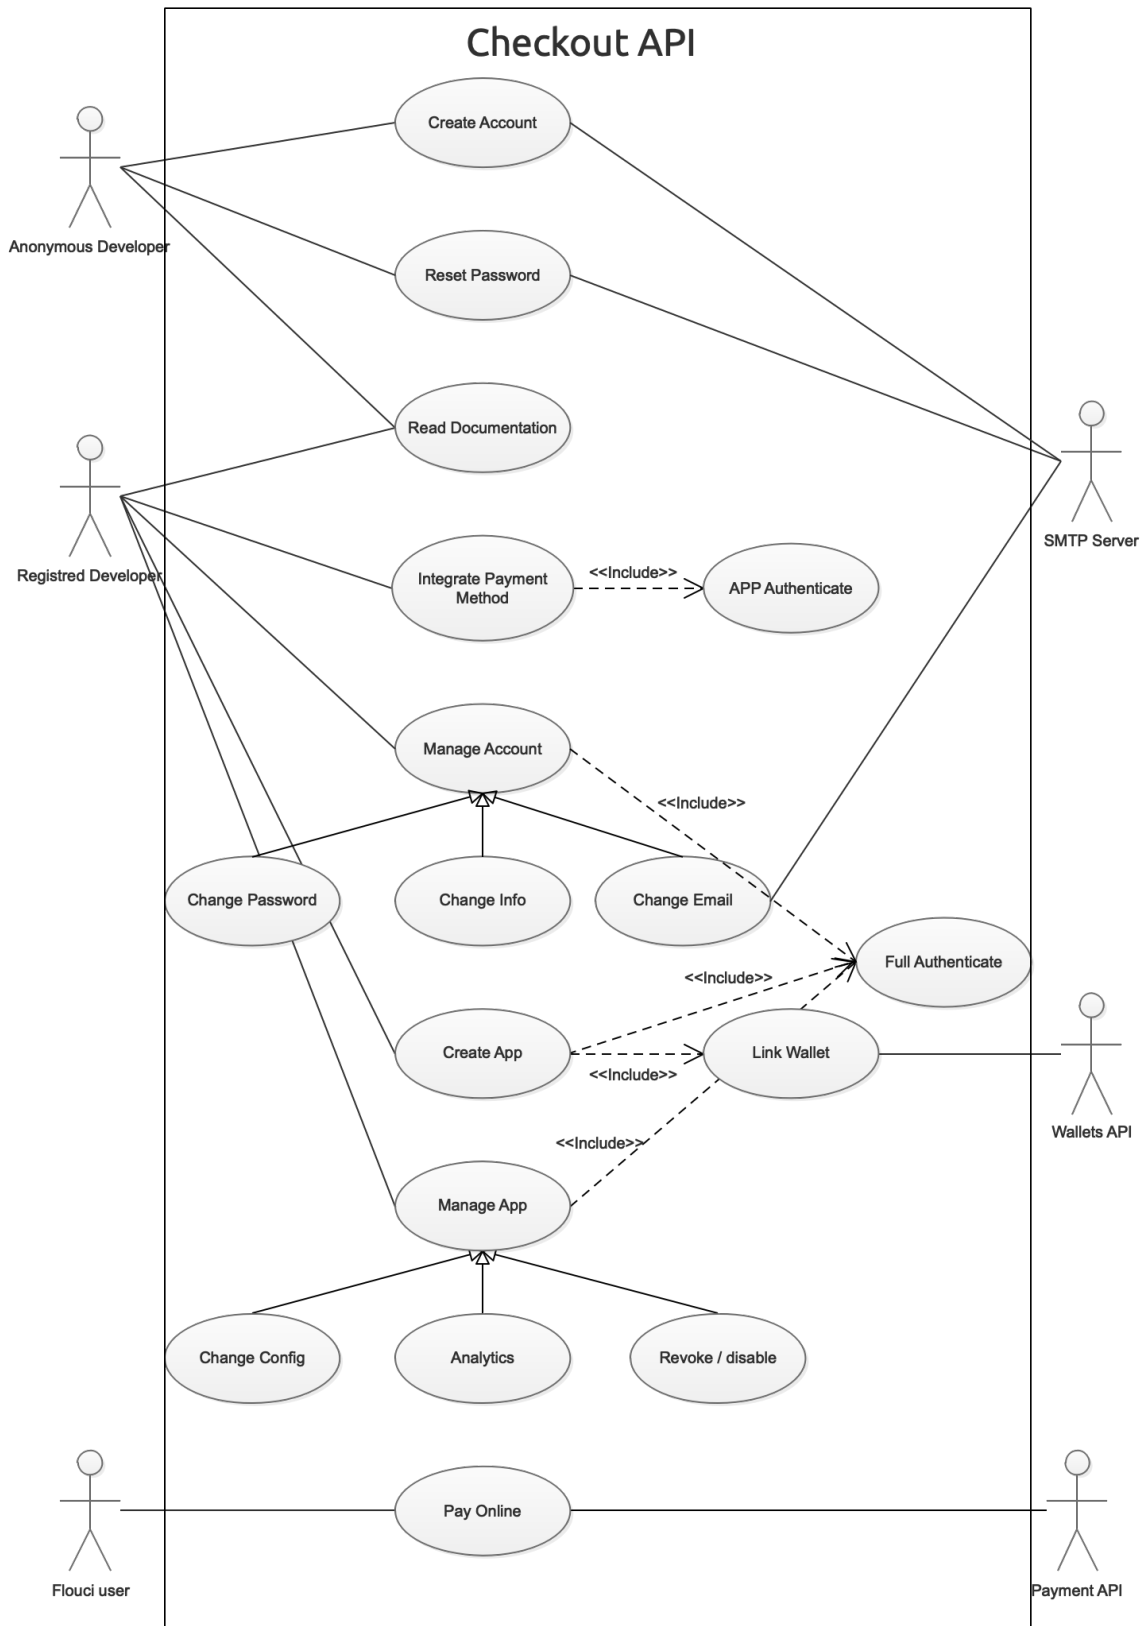 Checkout API
Create Account
Anonymous Developer
Reset Password
Read Documentation
Registred Developer
SMTP Server
Integrate Payment
Method
<<Include>>
APP Authenticate
Manage Account
<<Include>>
Change Password
Change Info
Change Email
Full Authenticate
<<Include>>
Create App
<<Include>>
Link Wallet
Wallets API
<<Include>>
Manage App
Change Config
Analytics
Revoke / disable
Flouci user
Pay Online
Payment API